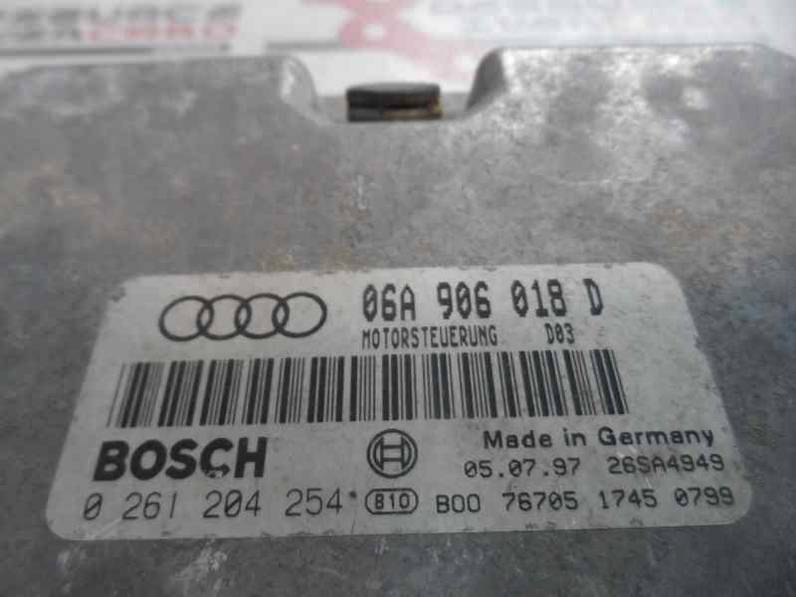 06A 906 018 D
MOTORSTEUERUNG D03
BOSCH
Made in Germany
05.07.97 26SA4949
0 261 204 254* B10 B00 76705 1745 0799